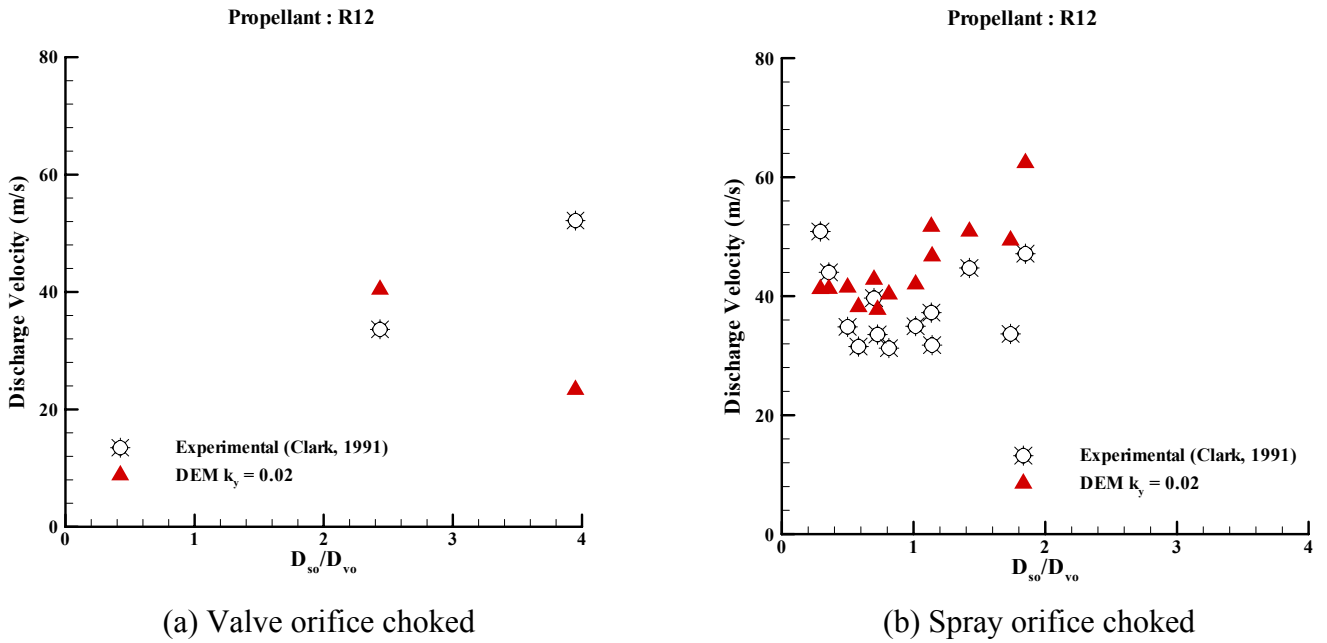 Propellant : R12
80
60
40
20
0
Discharge Velocity (m/s)
Experimental (Clark, 1991)
DEM k_y = 0.02
0 1 2 3 4
D_so/D_vo
(a) Valve orifice choked
Propellant : R12
80
60
40
20
0
Discharge Velocity (m/s)
Experimental (Clark, 1991)
DEM k_y = 0.02
0 1 2 3 4
D_so/D_vo
(b) Spray orifice choked